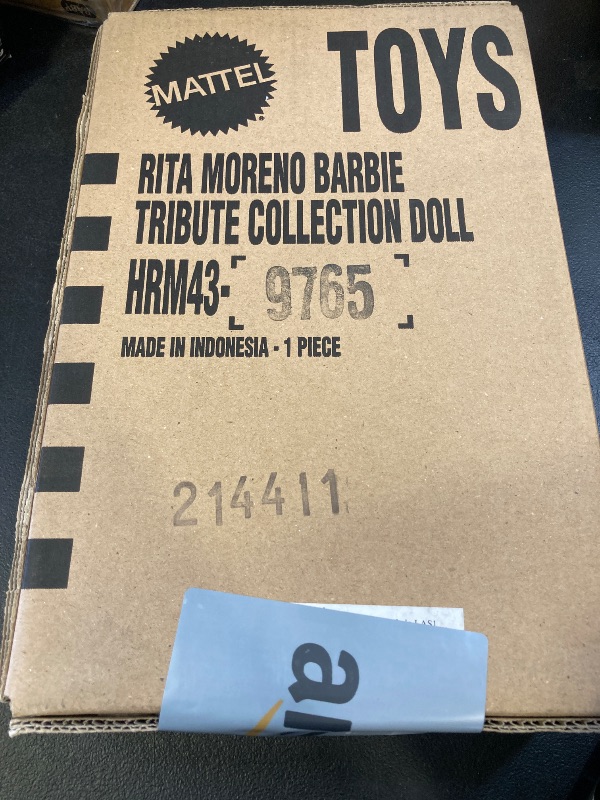 MATTEL
TOYS
RITA MORENO BARBIE
TRIBUTE COLLECTION DOLL
HRM43-9765
MADE IN INDONESIA - 1 PIECE
214411